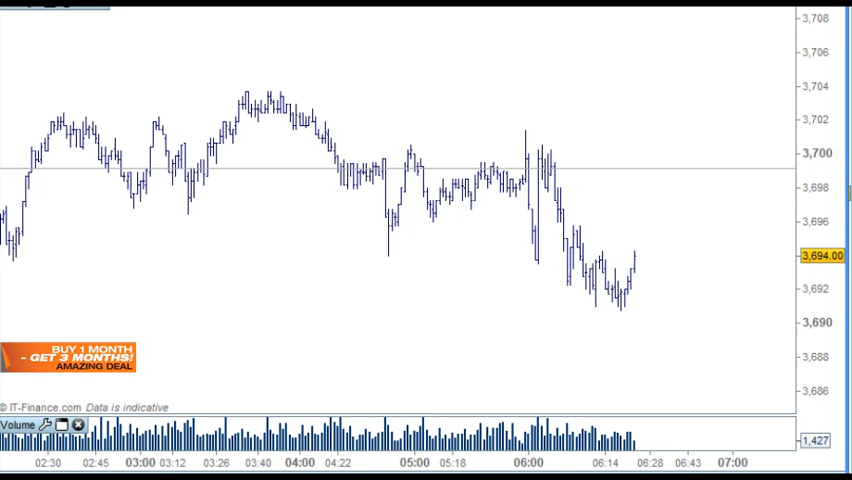 3,708
3,706
3,704
3,702
3,700
3,698
3,696
3,694.00
3,692
3,690
3,688
3,686
BUY 1 MONTH
- GET 3 MONTHS!
AMAZING DEAL
© IT-Finance.com Data is indicative
Volume
1,427
02:30 02:45 03:00 03:12 03:26 03:40 04:00 04:22 05:00 05:18 06:00 06:14 06:28 06:43 07:00